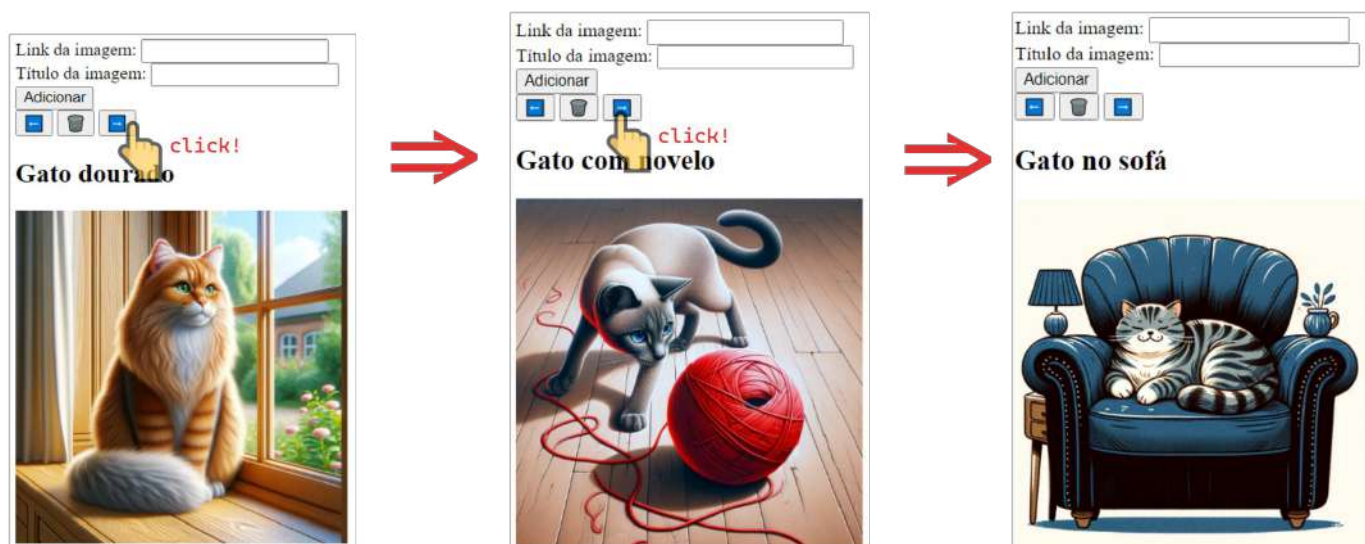 Link da imagem:
Título da imagem:
Adicionar
click!
Gato dourado
Link da imagem:
Título da imagem:
Adicionar
click!
Gato com novelo
Link da imagem:
Título da imagem:
Adicionar
Gato no sofá